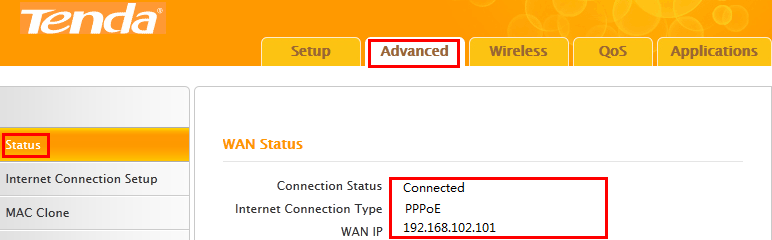 Tenda®
Setup Advanced Wireless QoS Applications
Status
Internet Connection Setup
MAC Clone
WAN Status
Connection Status Connected
Internet Connection Type PPPoE
WAN IP 192.168.102.101